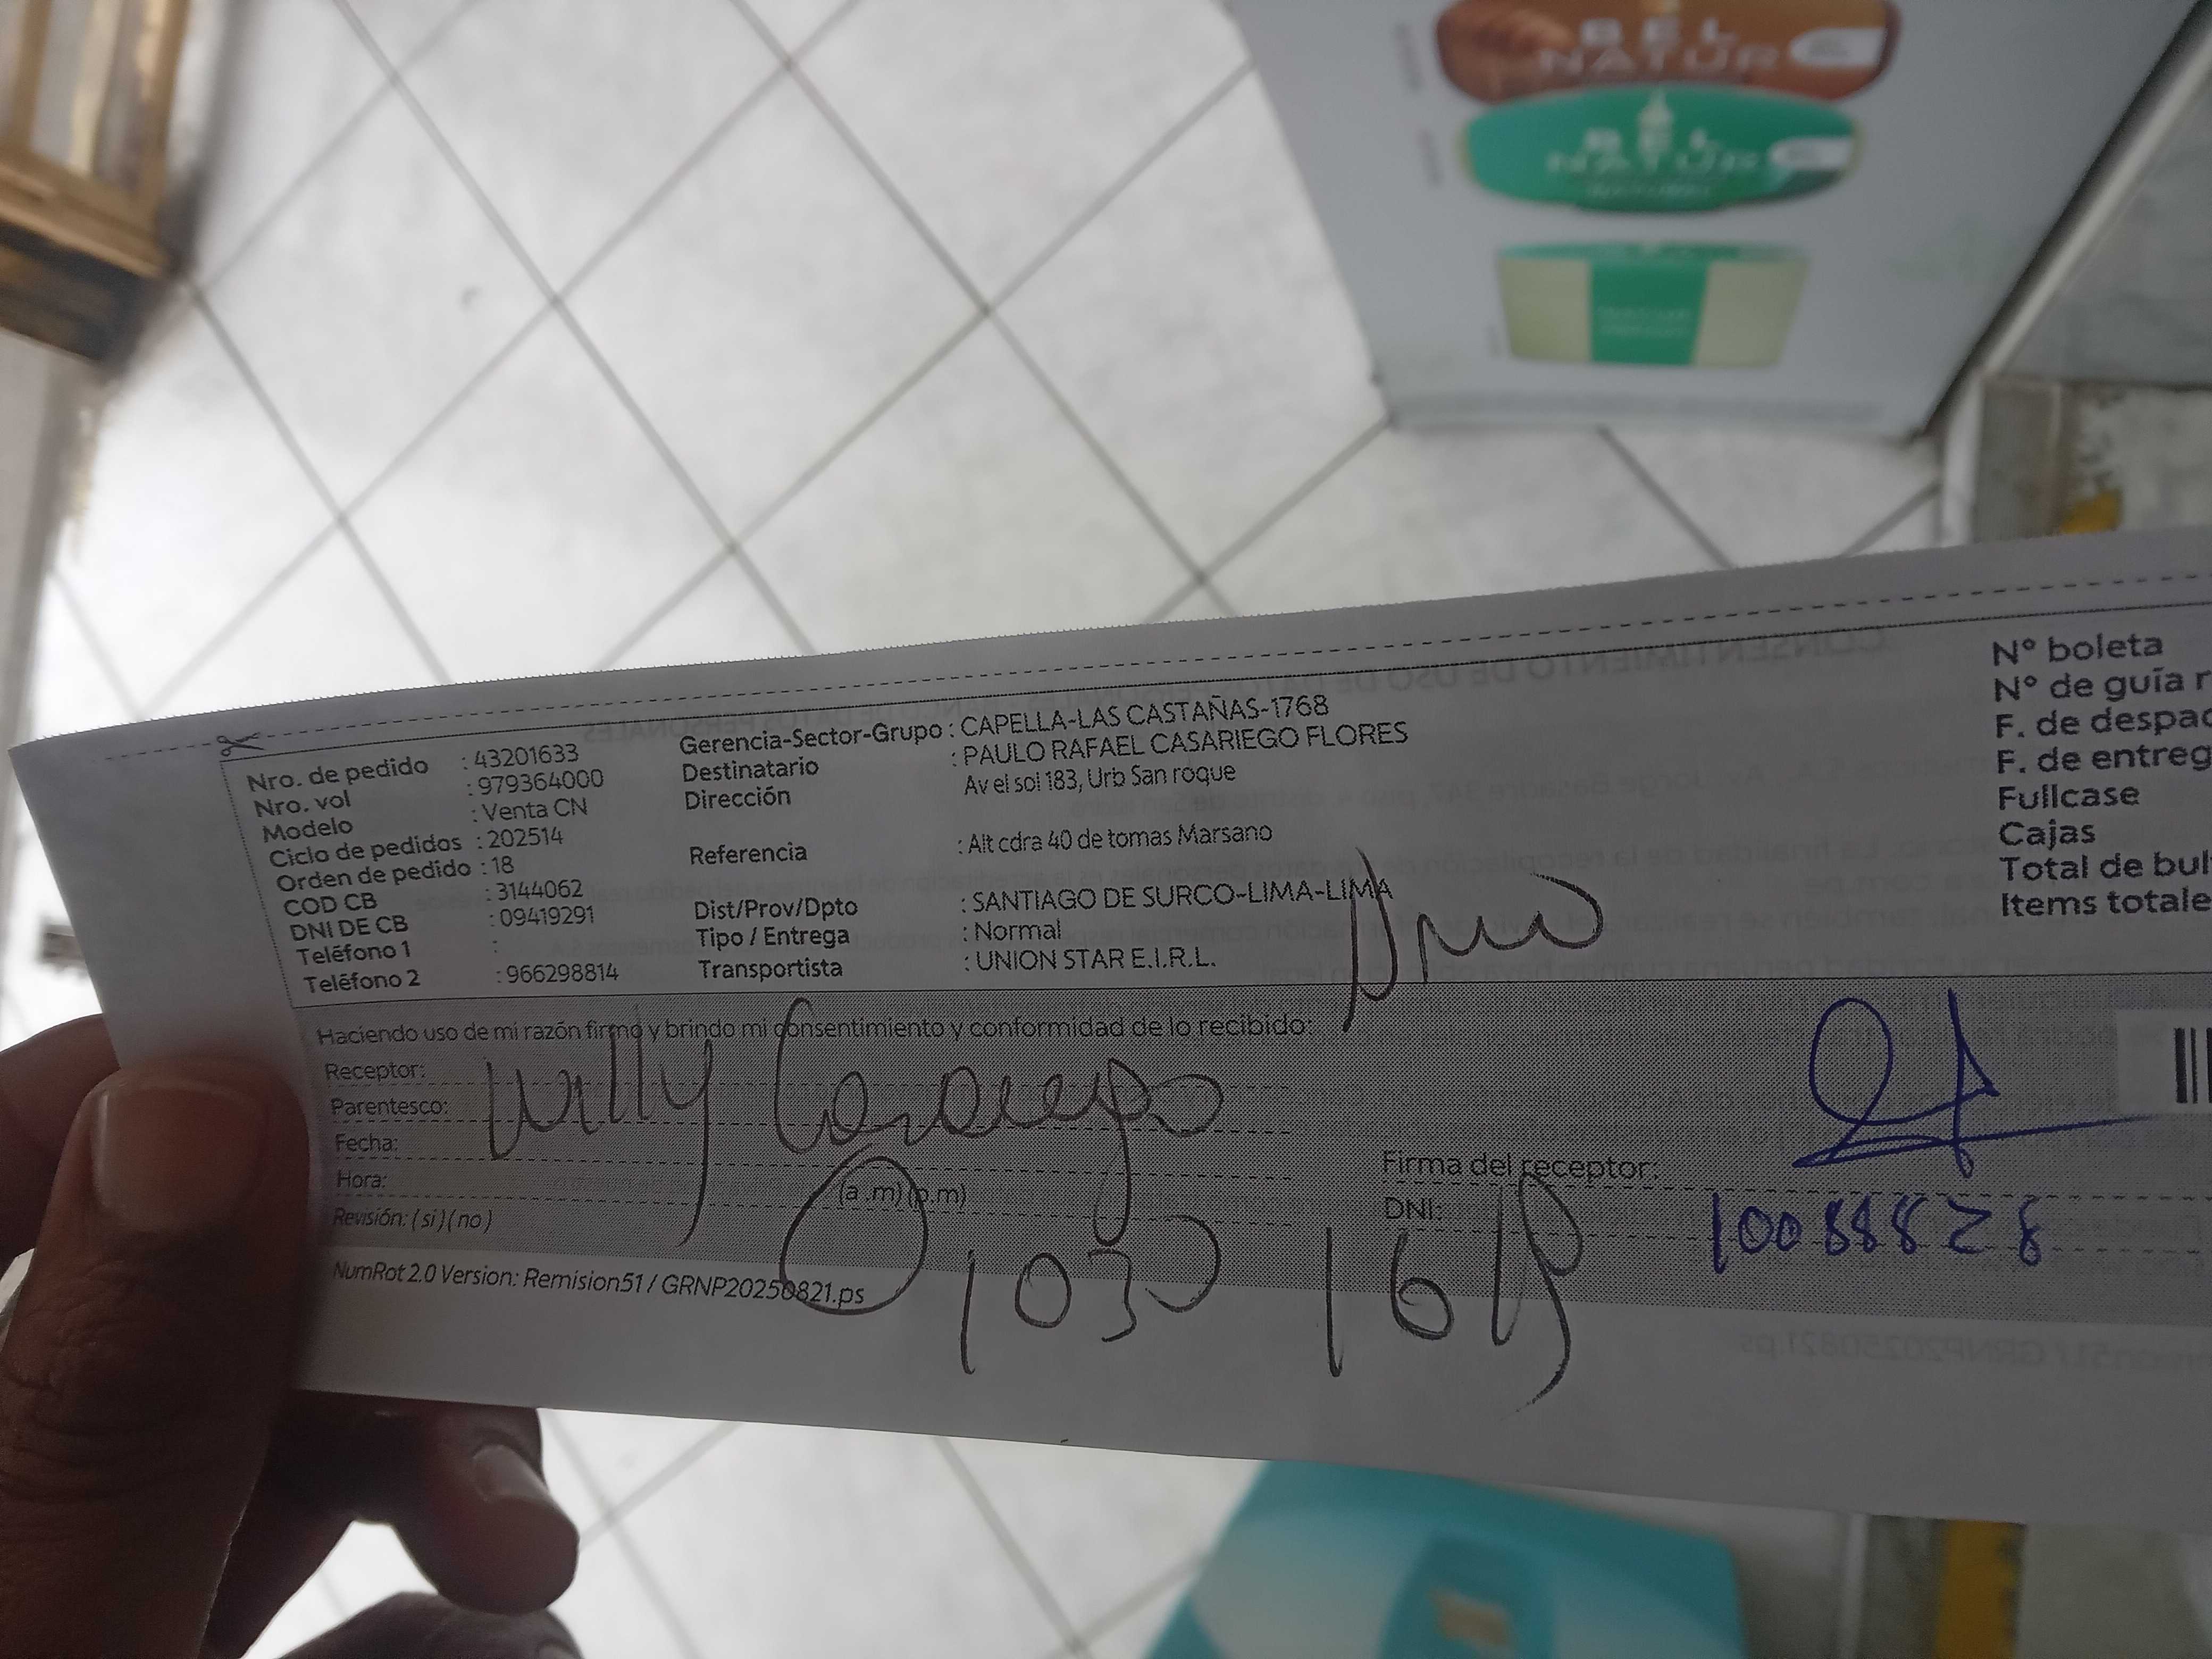 BEL
NATUR
BEL
NATUR
Nro. de pedido : 43201633
Nro. vol : 979364000
Modelo : Venta CN
Ciclo de pedidos : 202514
Orden de pedido : 18
COD CB : 3144062
DNI DE CB : 09419291
Teléfono 1 :
Teléfono 2 : 966298814
Gerencia-Sector-Grupo : CAPELLA-LAS CASTAÑAS-1768
Destinatario : PAULO RAFAEL CASARIEGO FLORES
Dirección Av el sol 183, Urb San roque
Referencia : Alt cdra 40 de tomas Marsano
Dist/Prov/Dpto : SANTIAGO DE SURCO-LIMA-LIMA
Tipo / Entrega : Normal
Transportista : UNION STAR E.I.R.L.
N° boleta
N° de guía r
F. de despac
F. de entreg
Fullcase
Cajas
Total de bul
Items totale
Haciendo uso de mi razón firmo y brindo mi consentimiento y conformidad de lo recibido:
Receptor:
Parentesco:
Willy Casariego
Fecha:
Hora: (a .m) (p.m)
Revisión: ( si ) ( no )
Firma del receptor:
DNI: 10088828
NumRot 2.0 Version: Remision51 / GRNP20250821.ps